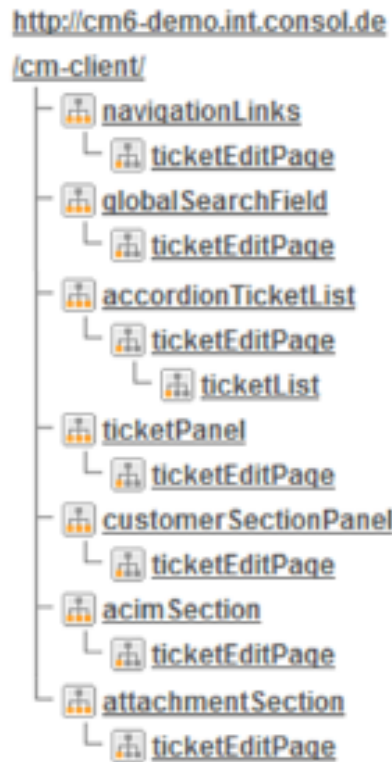 http://cm6-demo.int.consol.de
/cm-client/
navigationLinks
ticketEditPage
globalSearchField
ticketEditPage
accordionTicketList
ticketEditPage
ticketList
ticketPanel
ticketEditPage
customerSectionPanel
ticketEditPage
acimSection
ticketEditPage
attachmentSection
ticketEditPage